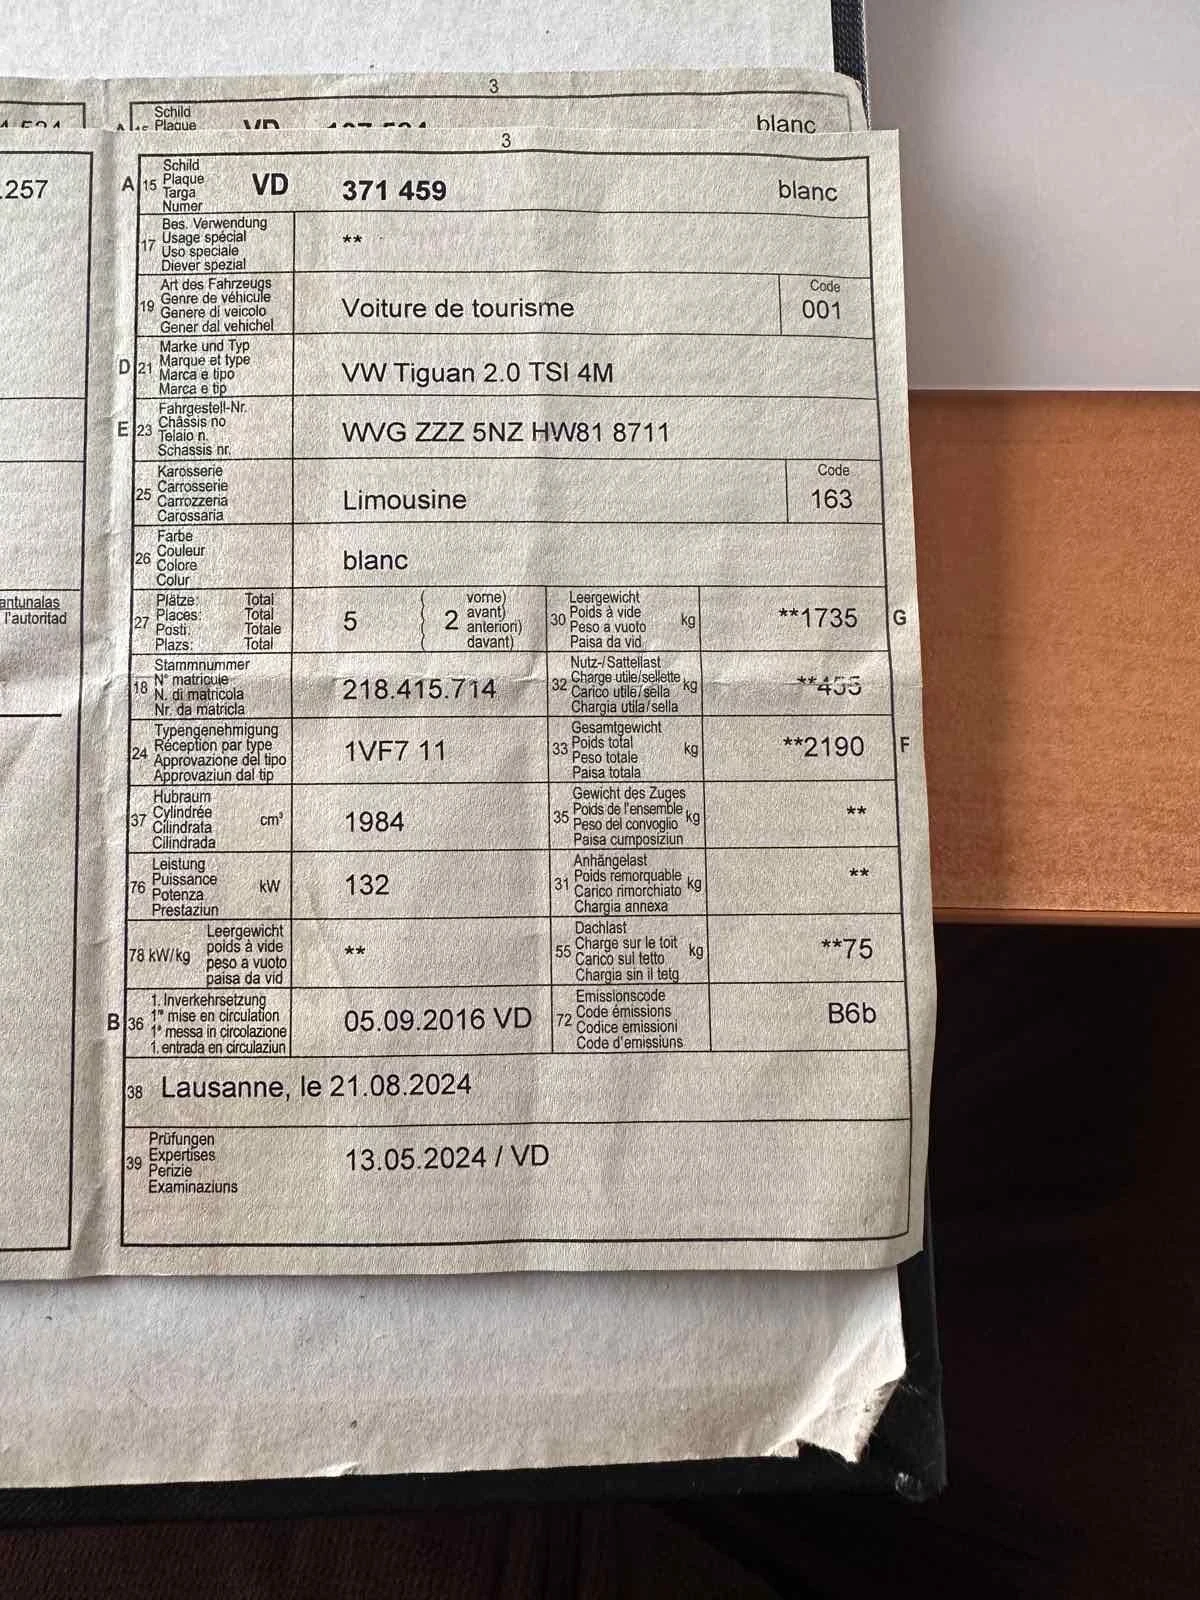 3
Schild
Plaque VD blanc
3
.257
A 15 Schild
Plaque
Targa
Numer
VD 371 459 blanc
17 Bes. Verwendung
Usage spécial
Uso speciale
Diever spezial
**
19 Art des Fahrzeugs
Genre de véhicule
Genere di veicolo
Gener dal vehichel
Voiture de tourisme
Code
001
D 21 Marke und Typ
Marque et type
Marca e tipo
Marca e tip
VW Tiguan 2.0 TSI 4M
E 23 Fahrgestell-Nr.
Châssis no
Telaio n.
Schassis nr.
WVG ZZZ 5NZ HW81 8711
25 Karosserie
Carrosserie
Carrozzeria
Carossaria
Limousine
Code
163
26 Farbe
Couleur
Colore
Colur
blanc
antunalas
l'autoritad
27 Plätze: Total
Places: Total
Posti: Totale
Plazs: Total
5
( 2 vorne)
avant)
anteriori)
davant)
30 Leergewicht
Poids à vide kg
Peso a vuoto
Paisa da vid
**1735 G
18 Stammnummer
N° matricule
N. di matricola
Nr. da matricla
218.415.714
32 Nutz-/Sattellast
Charge utile/sellette kg
Carico utile/sella
Chargia utila/sella
**455
24 Typengenehmigung
Réception par type
Approvazione del tipo
Approvaziun dal tip
1VF7 11
33 Gesamtgewicht
Poids total kg
Peso totale
Paisa totala
**2190 F
37 Hubraum
Cylindrée cm³
Cilindrata
Cilindrada
1984
35 Gewicht des Zuges
Poids de l'ensemble kg
Peso del convoglio
Paisa cumposiziun
**
76 Leistung
Puissance kW
Potenza
Prestaziun
132
31 Anhängelast
Poids remorquable kg
Carico rimorchiato
Chargia annexa
**
78 kW/kg Leergewicht
poids à vide
peso a vuoto
paisa da vid
**
55 Dachlast
Charge sur le toit kg
Carico sul tetto
Chargia sin il tetg
**75
B 36 1. Inverkehrsetzung
1re mise en circulation
1a messa in circolazione
1. entrada en circulaziun
05.09.2016 VD
72 Emissionscode
Code émissions
Codice emissioni
Code d'emissiuns
B6b
38 Lausanne, le 21.08.2024
39 Prüfungen
Expertises
Perizie
Examinaziuns
13.05.2024 / VD